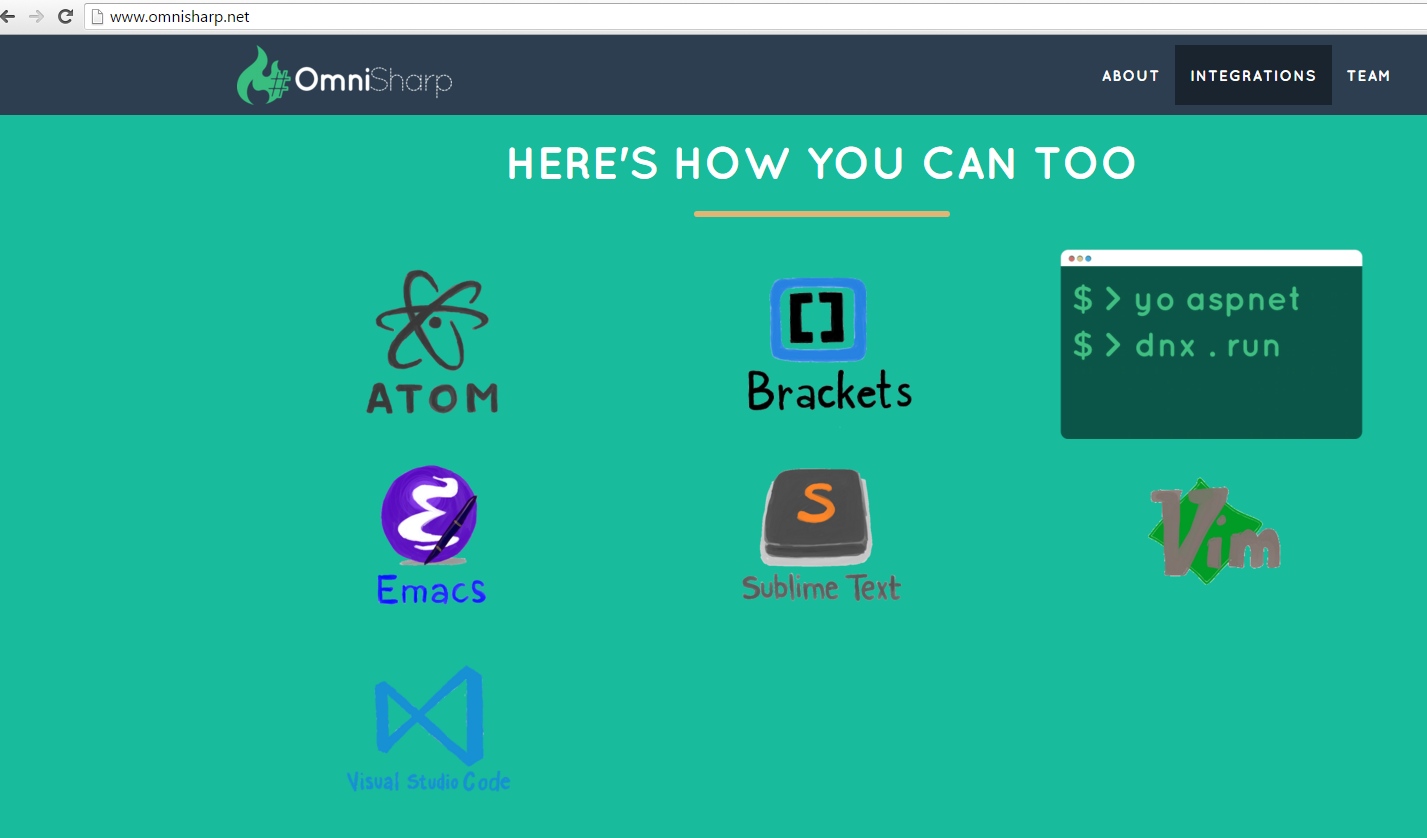 www.omnisharp.net
#OmniSharp
ABOUT
INTEGRATIONS
TEAM
HERE'S HOW YOU CAN TOO
ATOM
[]
Brackets
$ > yo aspnet
$ > dnx . run
Emacs
S
Sublime Text
Vim
Visual Studio Code